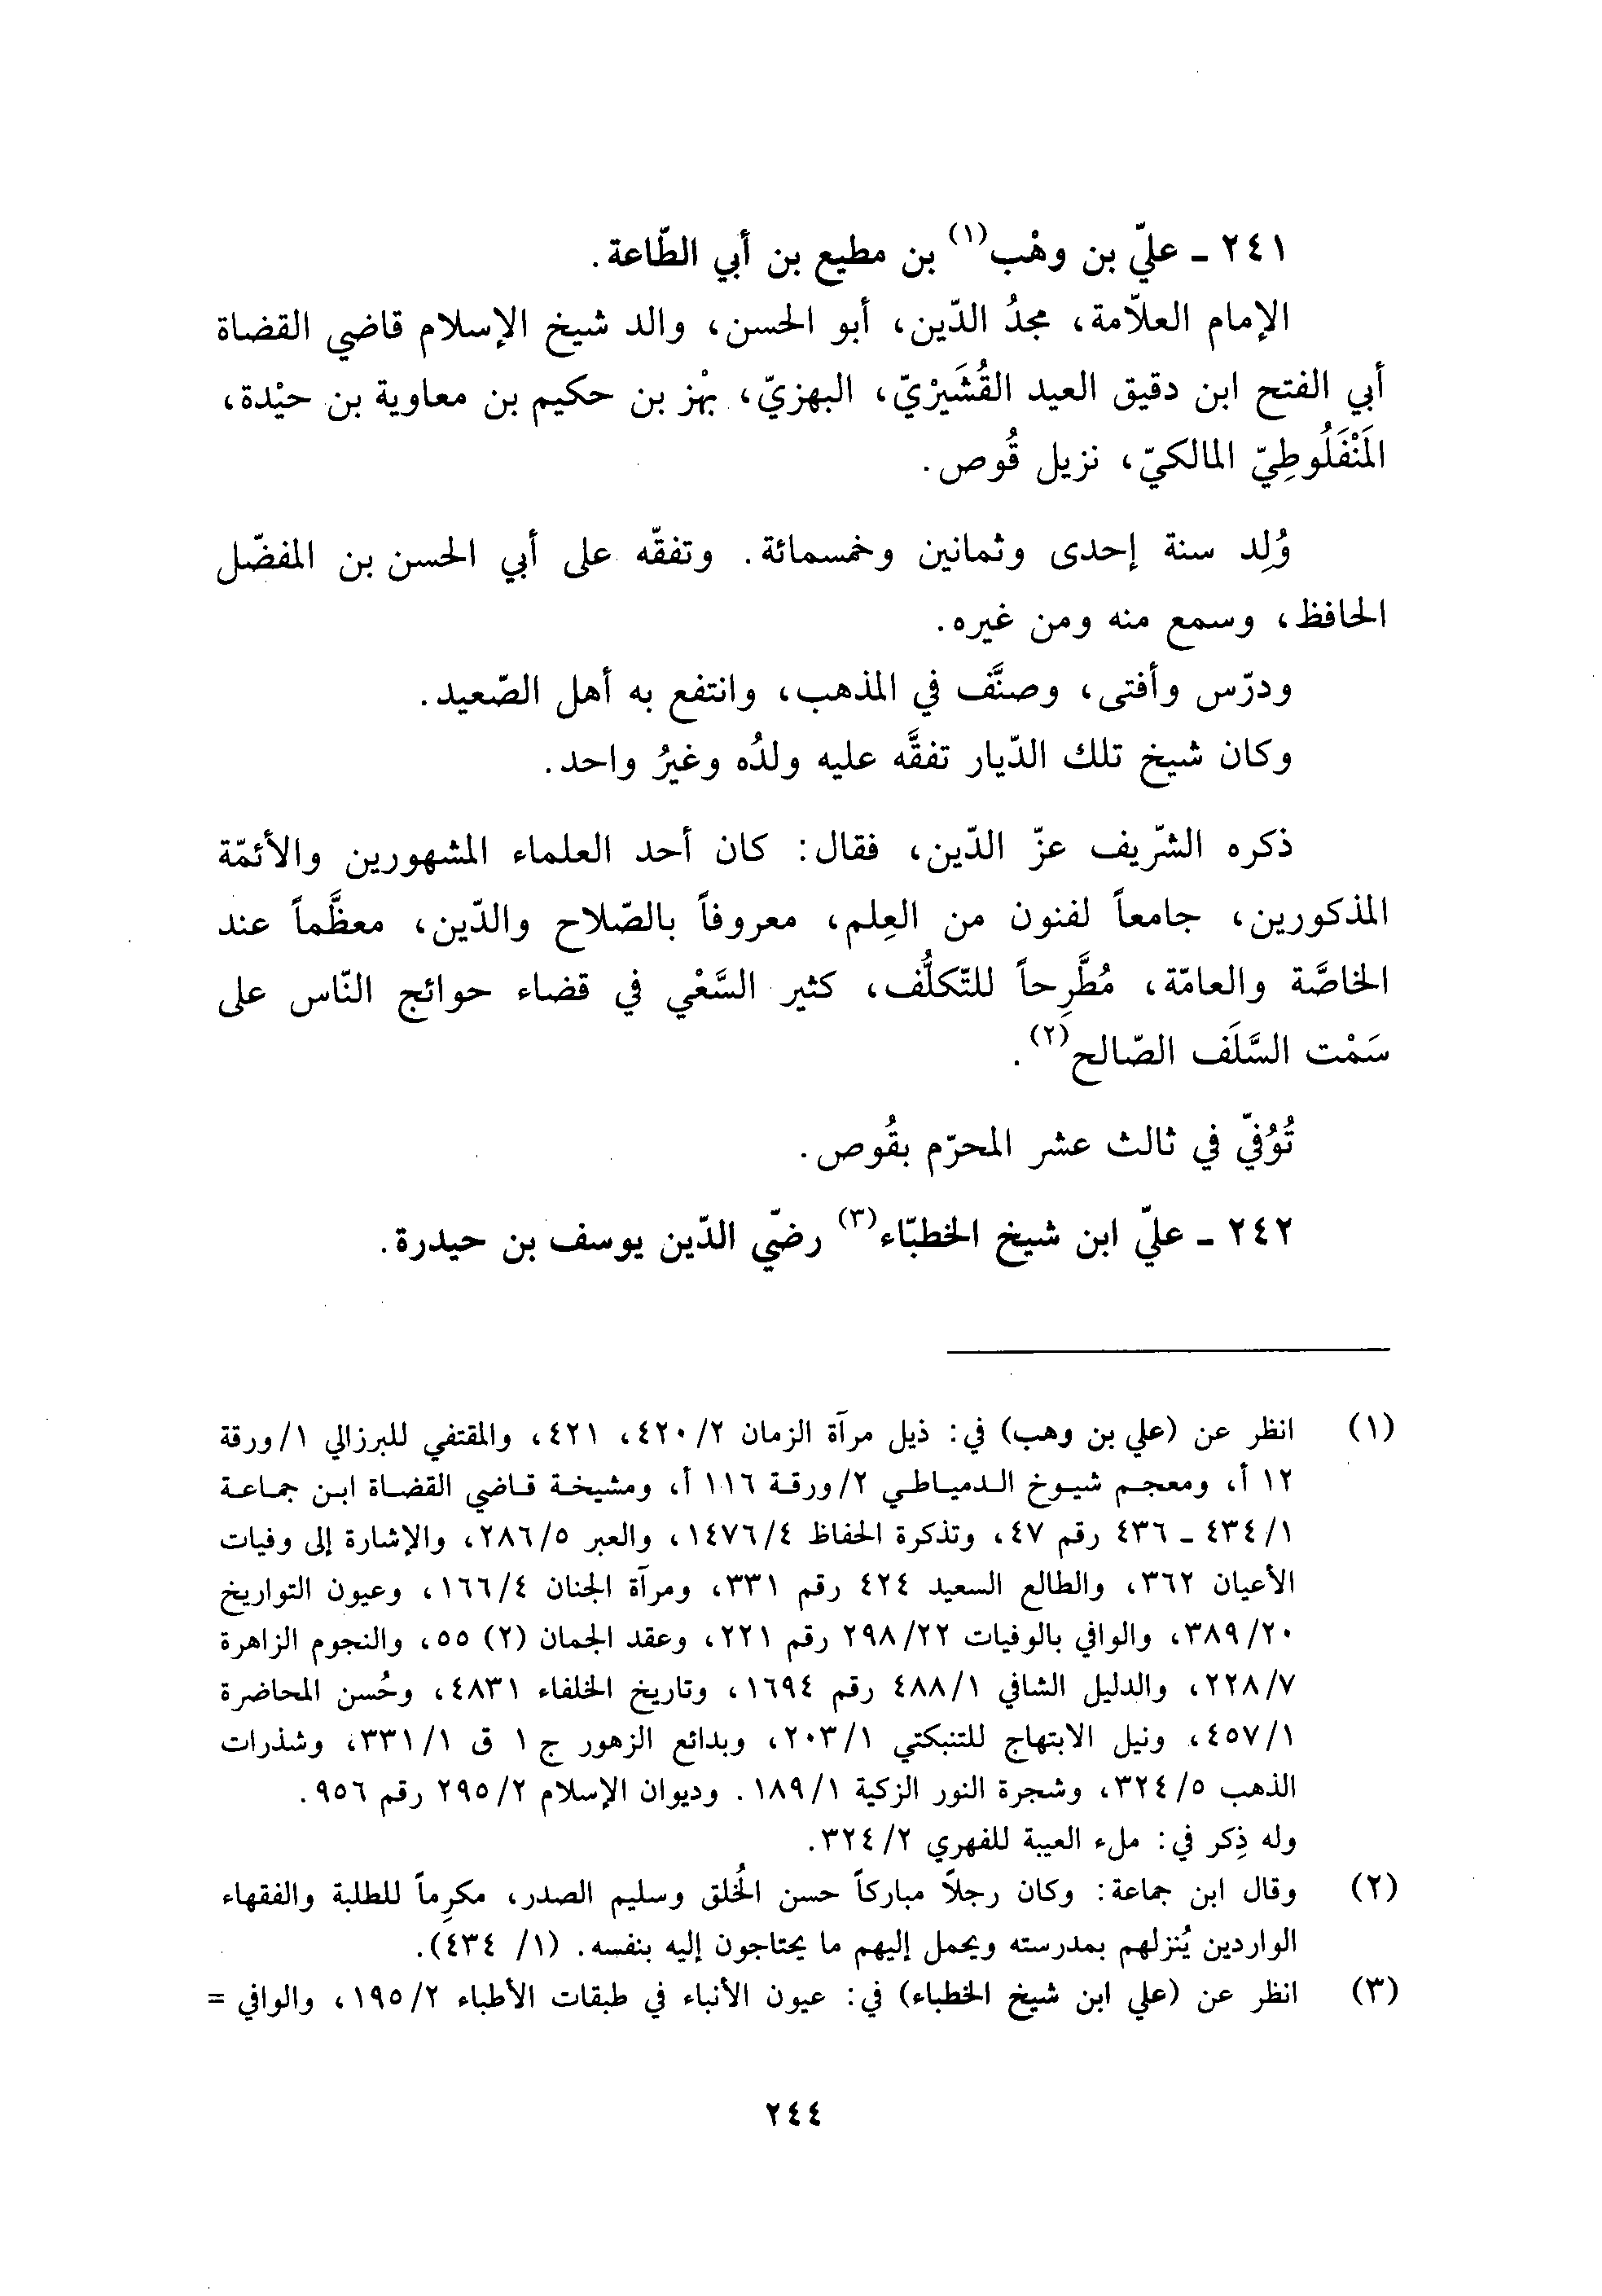 ٢٤١ ـ عليّ بن وهْب(١) بن مطيع بن أبي الطّاعة.
الإمام العلاّمة، مجدُ الدّين، أبو الحسن، والد شيخ الإسلام قاضي القضاة
أبي الفتح ابن دقيق العيد القُشَيْريّ، البهزيّ، بهْز بن حكيم بن معاوية بن حيْدة،
المَنْفَلُوطِيّ المالكيّ، نزيل قُوص.
وُلِد سنة إحدى وثمانين وخمسمائة. وتفقّه على أبي الحسن بن المفضّل
الحافظ، وسمع منه ومن غيره.
ودرّس وأفتى، وصنَّف في المذهب، وانتفع به أهل الصّعيد.
وكان شيخ تلك الدّيار تفقَّه عليه ولدُه وغيرُ واحد.
ذكره الشّريف عزّ الدّين، فقال: كان أحد العلماء المشهورين والأئمّة
المذكورين، جامعاً لفنون من العِلم، معروفاً بالصّلاح والدّين، معظَّماً عند
الخاصَّة والعامّة، مُطَّرِحاً للتّكلُّف، كثير السَّعْي في قضاء حوائج النّاس على
سَمْت السَّلَف الصّالح(٢).
تُوُفيّ في ثالث عشر المحرّم بقُوص.
٢٤٢ ـ عليّ ابن شيخ الخطبّاء(٣) رضّي الدّين يوسف بن حيدرة.
(١) انظر عن (علي بن وهب) في: ذيل مرآة الزمان ٢/٤٢٠، ٤٢١، والمقتفي للبرزالي ١/ورقة
١٢ أ، ومعجم شيوخ الدمياطي ٢/ورقة ١١٦ أ، ومشيخة قاضي القضاة ابن جماعة
١/٤٣٤ ـ ٤٣٦ رقم ٤٧، وتذكرة الحفاظ ٤/١٤٧٦، والعبر ٥/٢٨٦، والإشارة إلى وفيات
الأعيان ٣٦٢، والطالع السعيد ٤٢٤ رقم ٣٣١، ومرآة الجنان ٤/١٦٦، وعيون التواريخ
٢٠/٣٨٩، والوافي بالوفيات ٢٢/٢٩٨ رقم ٢٢١، وعقد الجمان (٢) ٥٥، والنجوم الزاهرة
٧/٢٢٨، والدليل الشافي ١/٤٨٨ رقم ١٦٩٤، وتاريخ الخلفاء ٤٨٣١، وحُسن المحاضرة
١/٤٥٧، ونيل الابتهاج للتنبكتي ١/٢٠٣، وبدائع الزهور ج ١ ق ١/٣٣١، وشذرات
الذهب ٥/٣٢٤، وشجرة النور الزكية ١/١٨٩. وديوان الإسلام ٢/٢٩٥ رقم ٩٥٦.
وله ذِكر في: ملء العيبة للفهري ٢/٣٢٤.
(٢) وقال ابن جماعة: وكان رجلاً مباركاً حسن الخُلق وسليم الصدر، مكرِماً للطلبة والفقهاء
الواردين يُنزلهم بمدرسته ويحمل إليهم ما يحتاجون إليه بنفسه. (١/ ٤٣٤).
(٣) انظر عن (علي ابن شيخ الخطباء) في: عيون الأنباء في طبقات الأطباء ٢/١٩٥، والوافي =
٢٤٤